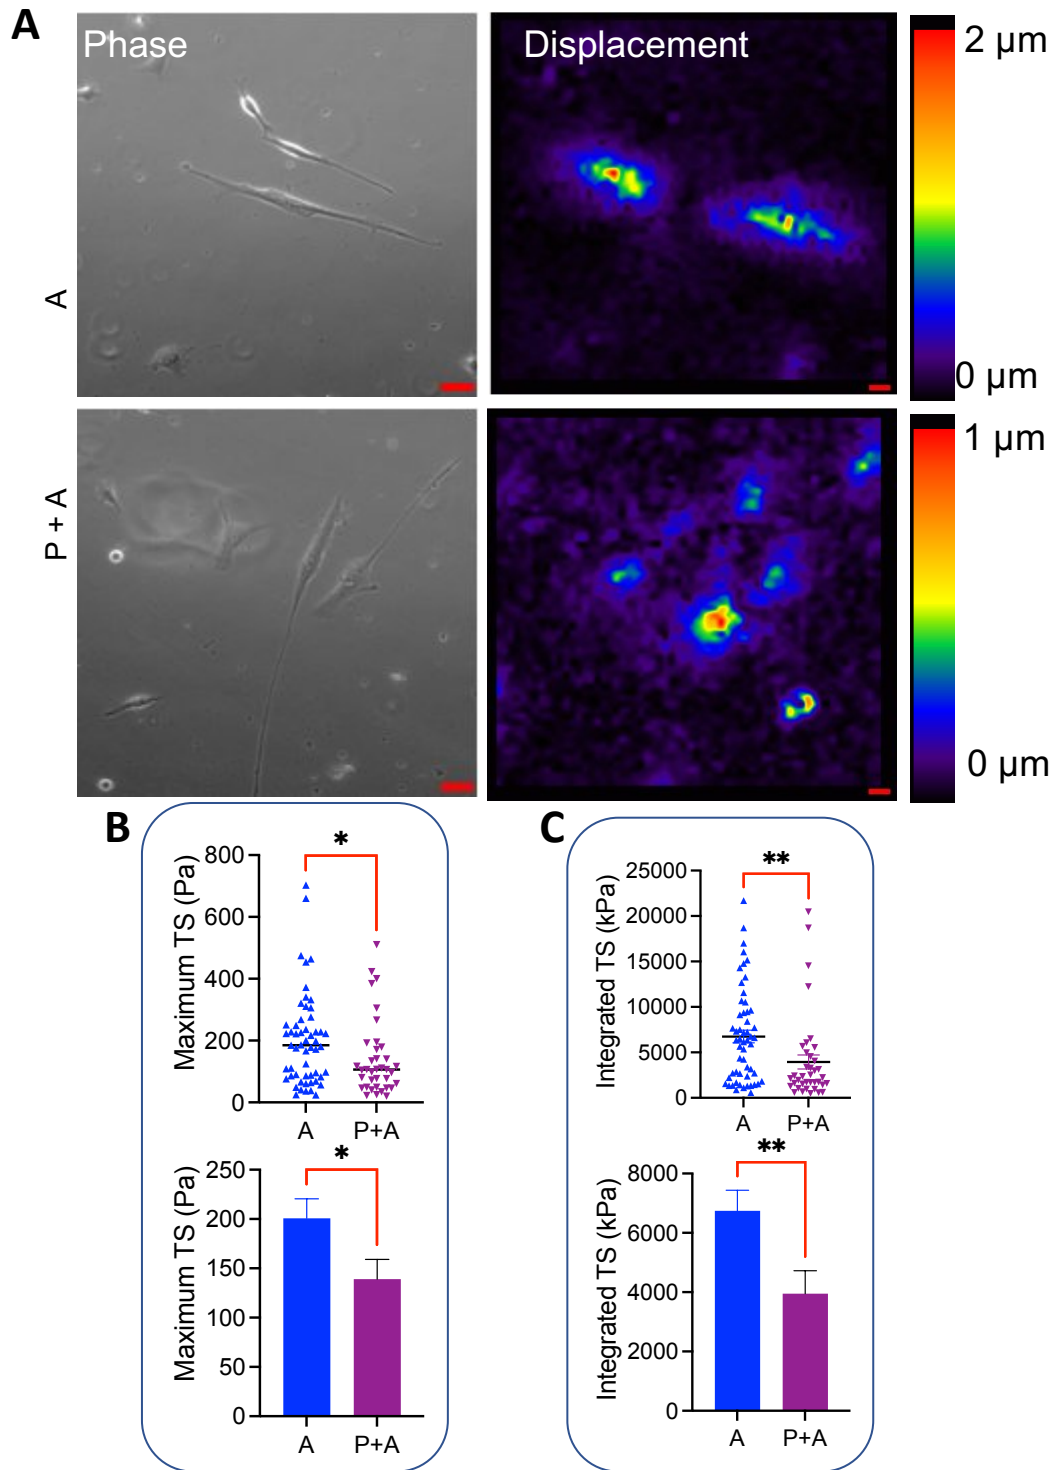 A
Phase
Displacement
2 μm
0 μm
A
1 μm
0 μm
P + A
B
*
Maximum TS (Pa)
800
600
400
200
0
A
P+A
*
Maximum TS (Pa)
250
200
150
100
50
0
A
P+A
C
**
Integrated TS (kPa)
25000
20000
15000
10000
5000
0
A
P+A
**
Integrated TS (kPa)
8000
6000
4000
2000
0
A
P+A